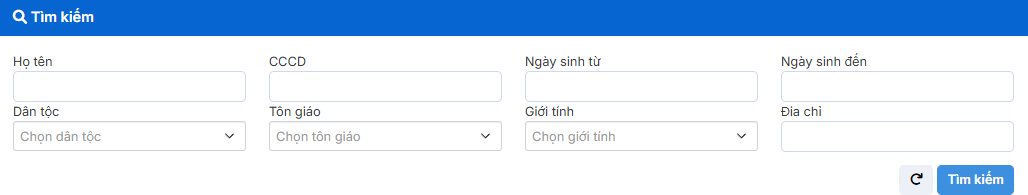 Tìm kiếm
Họ tên CCCD Ngày sinh từ Ngày sinh đến
Dân tộc Tôn giáo Giới tính Đia chỉ
Chọn dân tộc Chọn tôn giáo Chọn giới tính
Tìm kiếm